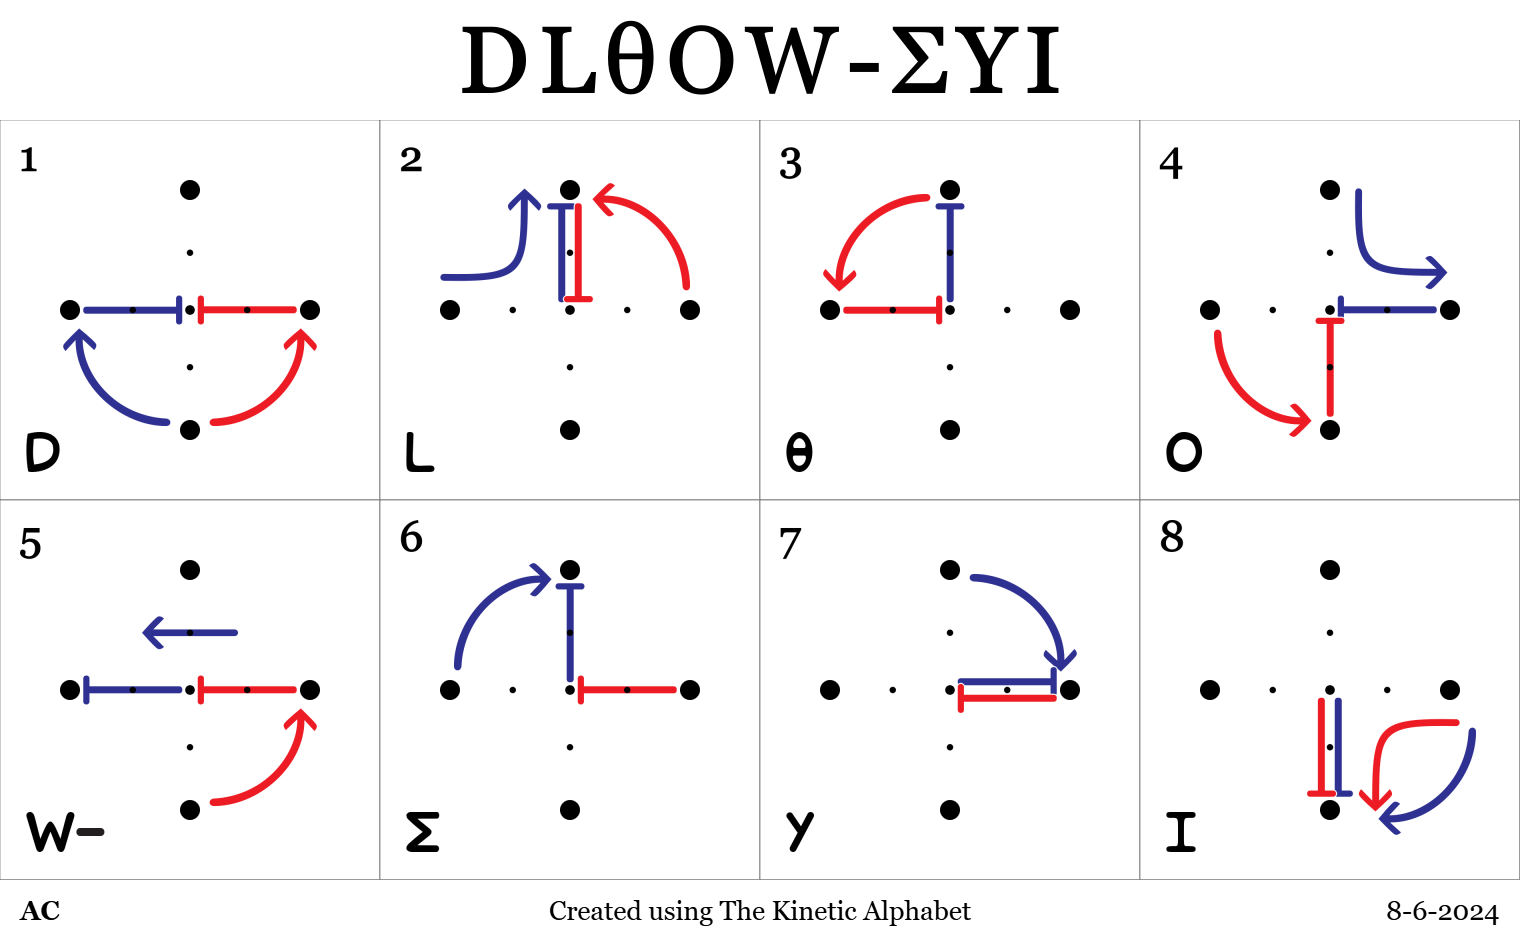 DLθOW-ΣYI
1 2 3 4
D L θ O
5 6 7 8
W- Σ Y I
AC Created using The Kinetic Alphabet 8-6-2024